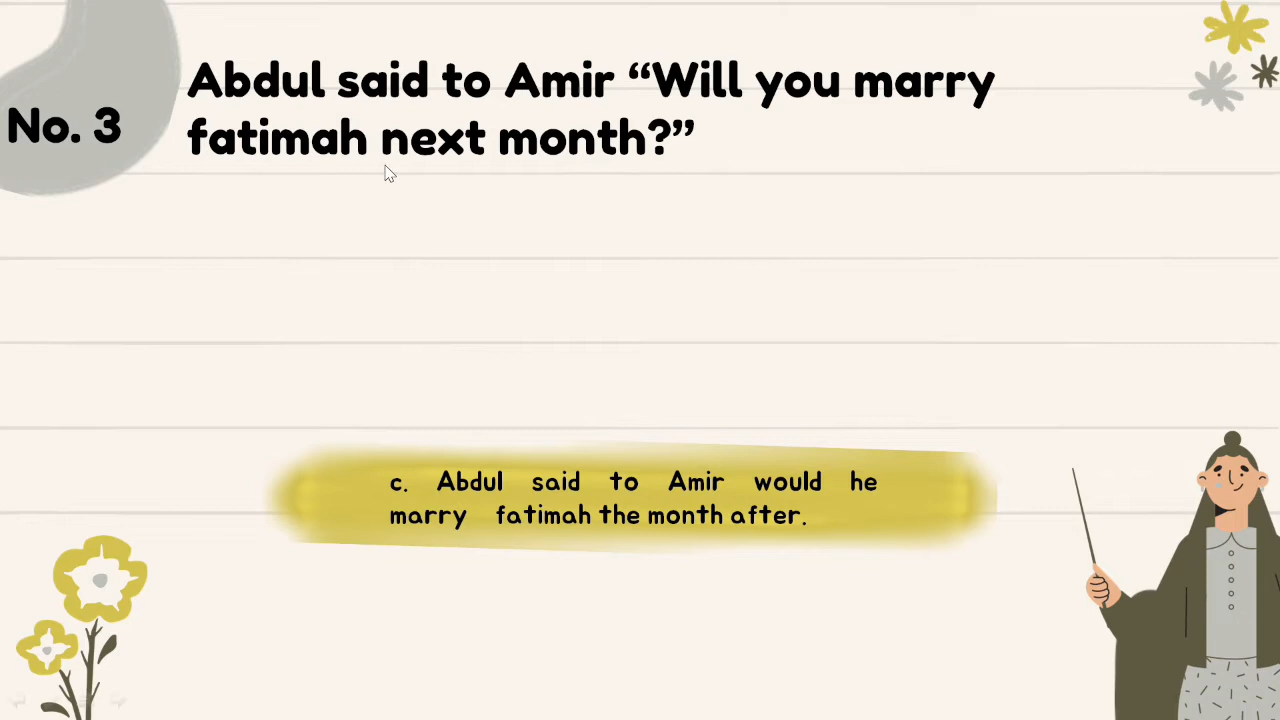 No. 3
Abdul said to Amir “Will you marry
fatimah next month?”
c. Abdul said to Amir would he
marry fatimah the month after.